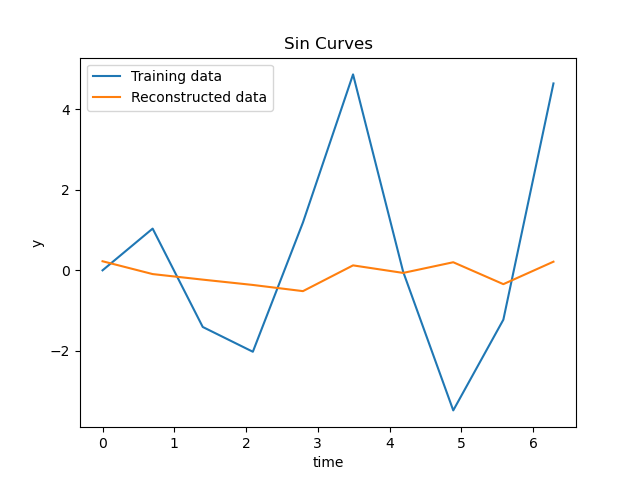 Sin Curves
Training data
Reconstructed data
4
2
0
−2
y
0 1 2 3 4 5 6
time